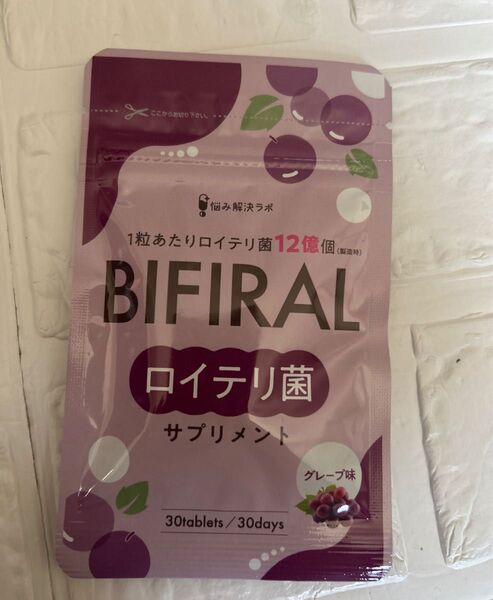 ここからお切り下さい。
悩み解決ラボ
1粒あたりロイテリ菌12億個(製造時)
BIFIRAL
ロイテリ菌
サプリメント
グレープ味
30tablets/30days